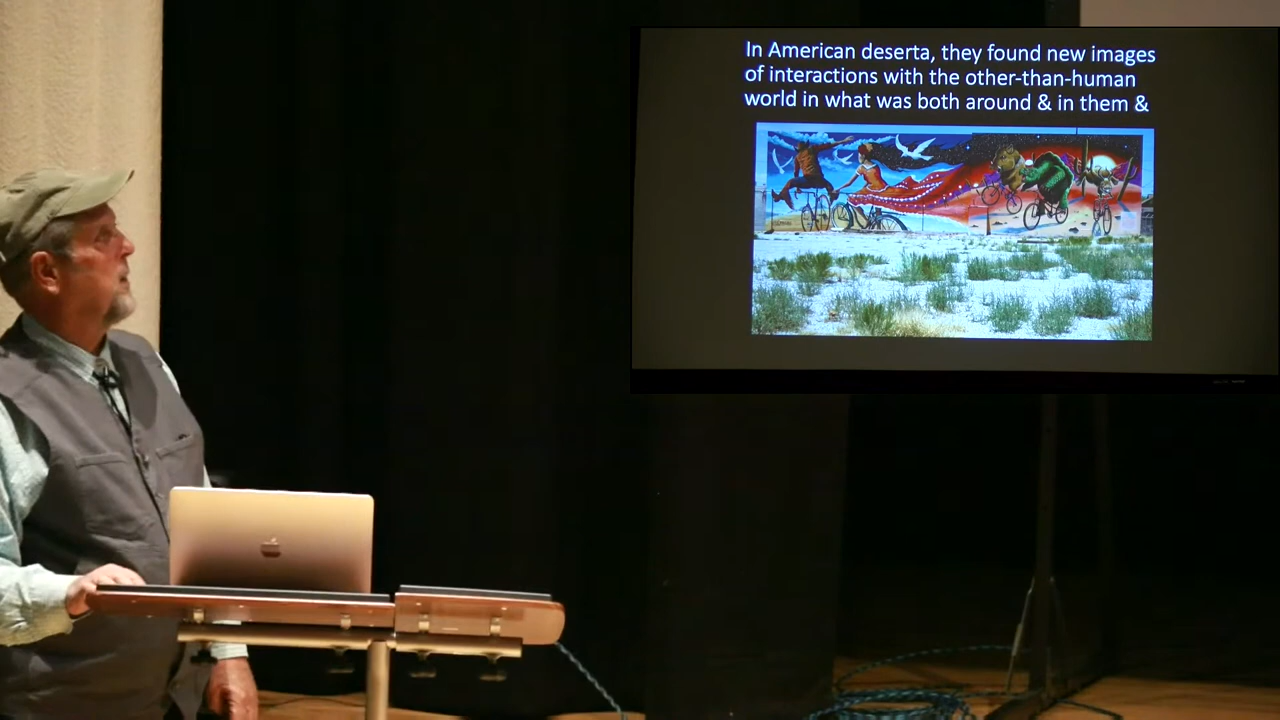 In American deserta, they found new images
of interactions with the other-than-human
world in what was both around & in them &